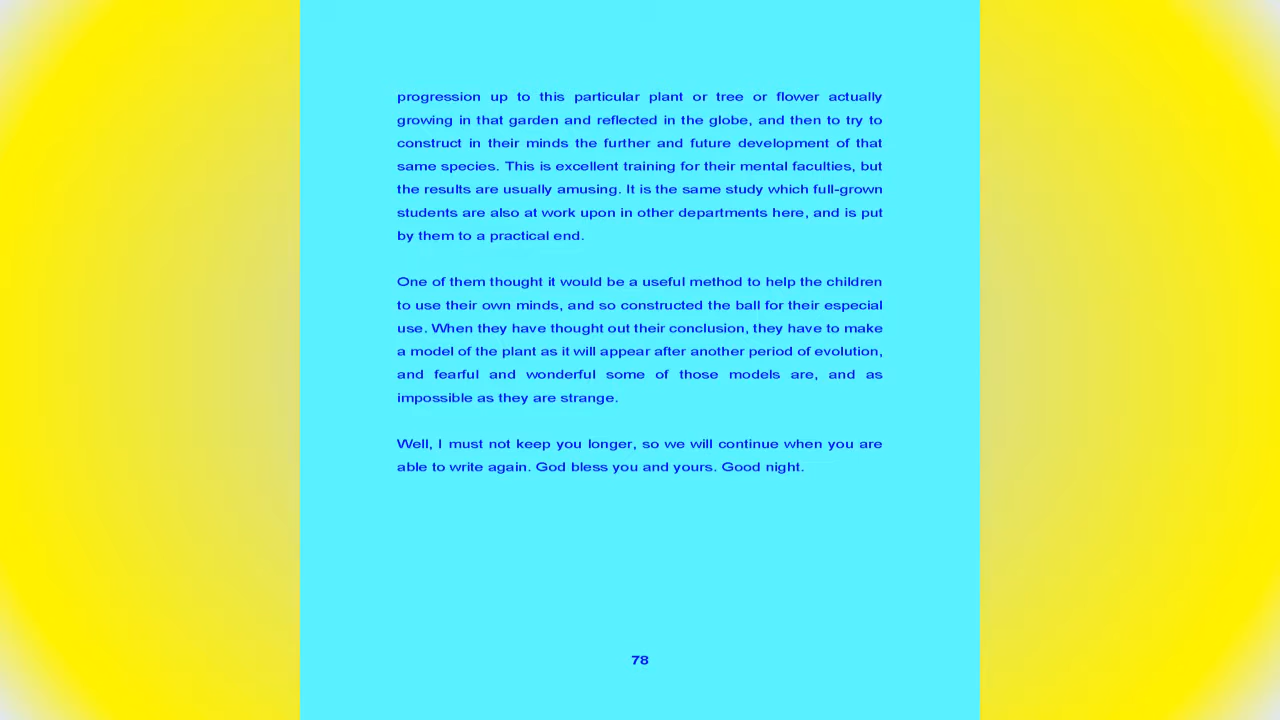 progression up to this particular plant or tree or flower actually
growing in that garden and reflected in the globe, and then to try to
construct in their minds the further and future development of that
same species. This is excellent training for their mental faculties, but
the results are usually amusing. It is the same study which full-grown
students are also at work upon in other departments here, and is put
by them to a practical end.
One of them thought it would be a useful method to help the children
to use their own minds, and so constructed the ball for their especial
use. When they have thought out their conclusion, they have to make
a model of the plant as it will appear after another period of evolution,
and fearful and wonderful some of those models are, and as
impossible as they are strange.
Well, I must not keep you longer, so we will continue when you are
able to write again. God bless you and yours. Good night.
78